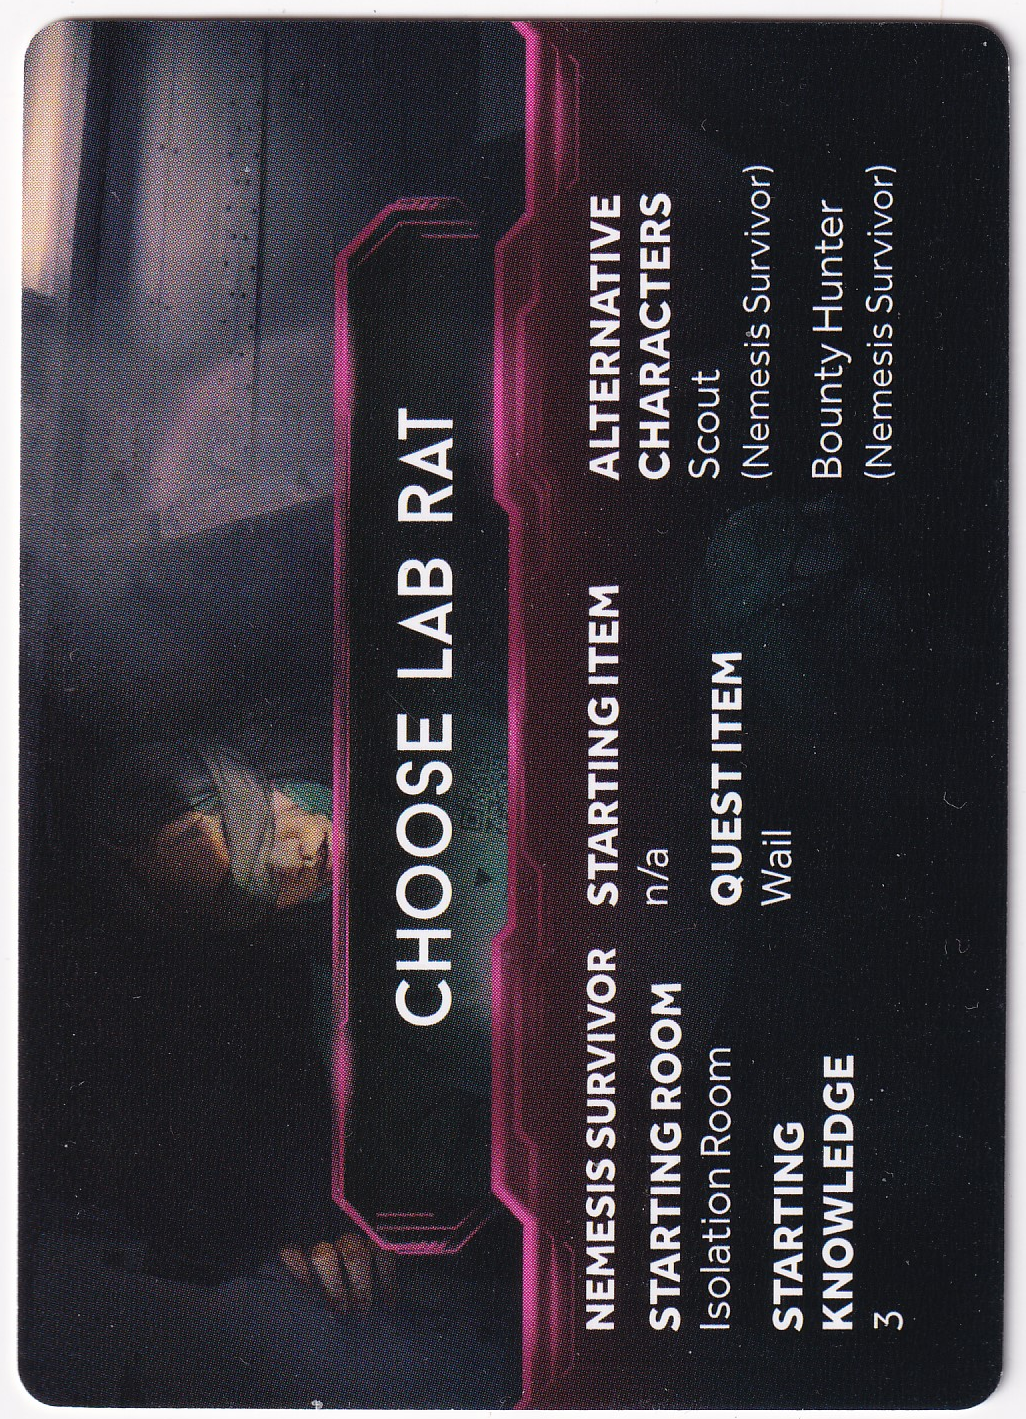 CHOOSE LAB RAT
NEMESIS SURVIVOR
STARTING ROOM
Isolation Room
STARTING
KNOWLEDGE
3
STARTING ITEM
n/a
QUEST ITEM
Wail
ALTERNATIVE
CHARACTERS
Scout
(Nemesis Survivor)
Bounty Hunter
(Nemesis Survivor)